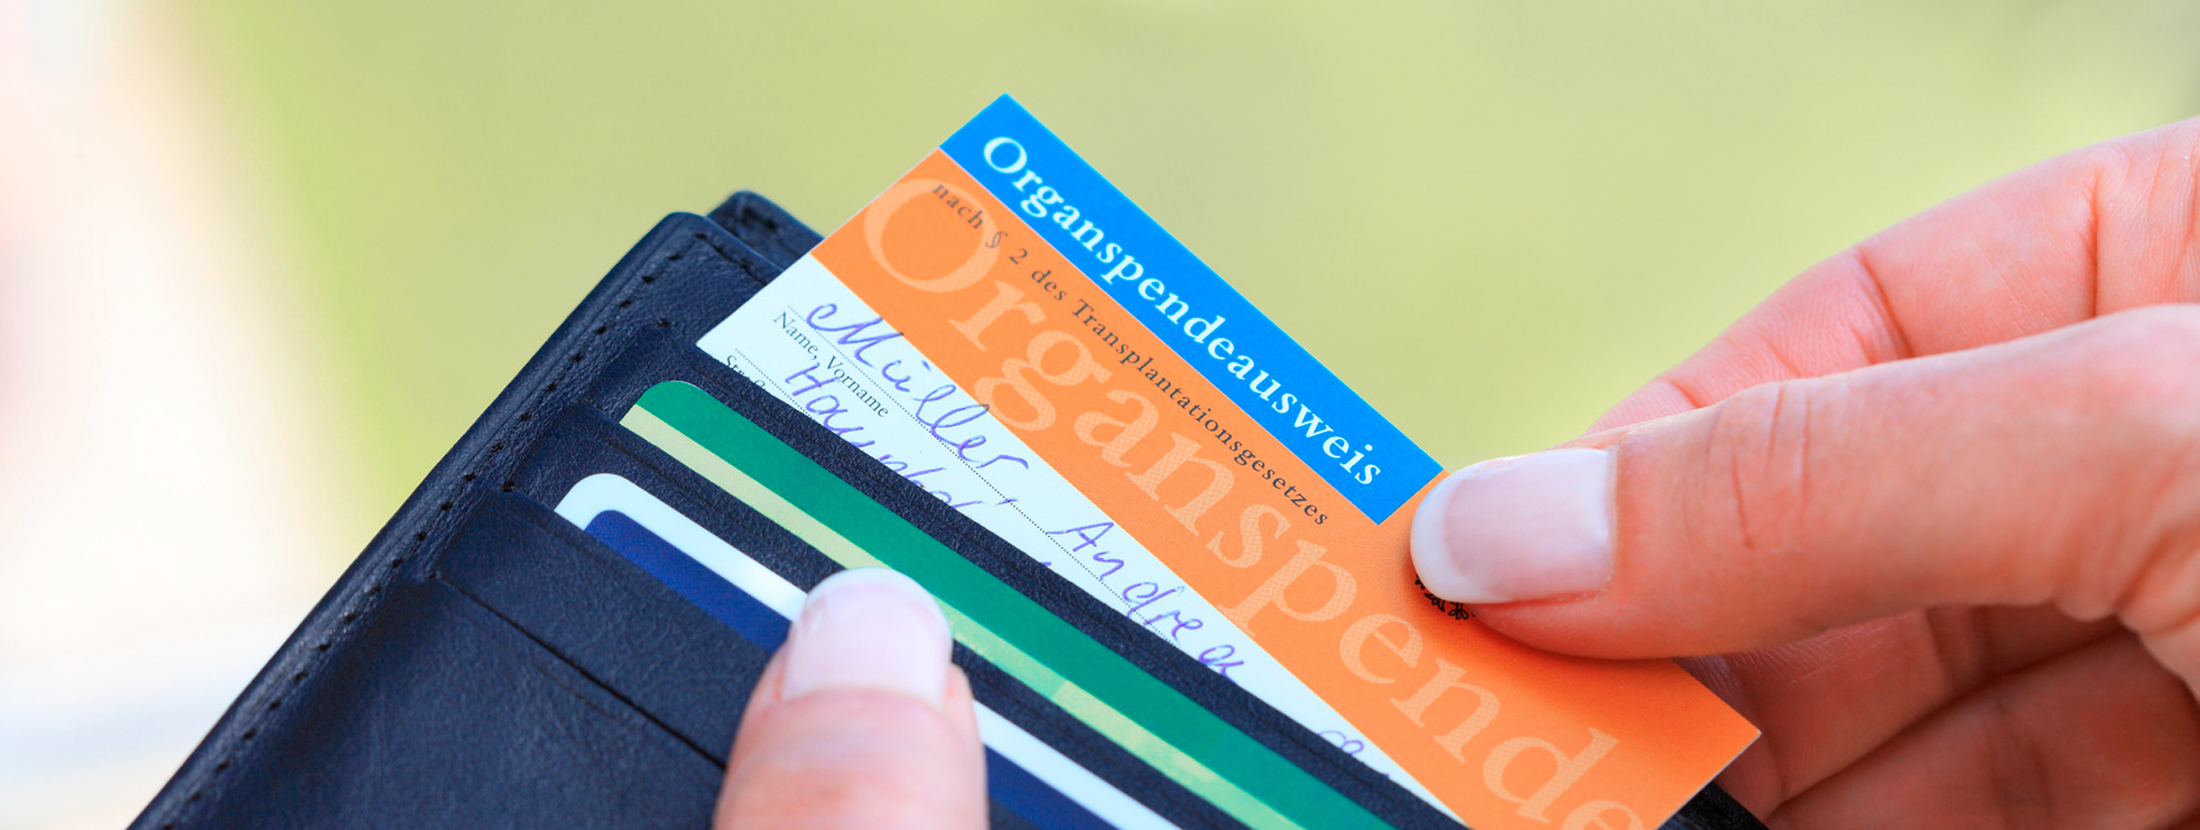 Organspendeausweis
nach § 2 des Transplantationsgesetzes
Organspende
Müller, Andrea
Name, Vorname